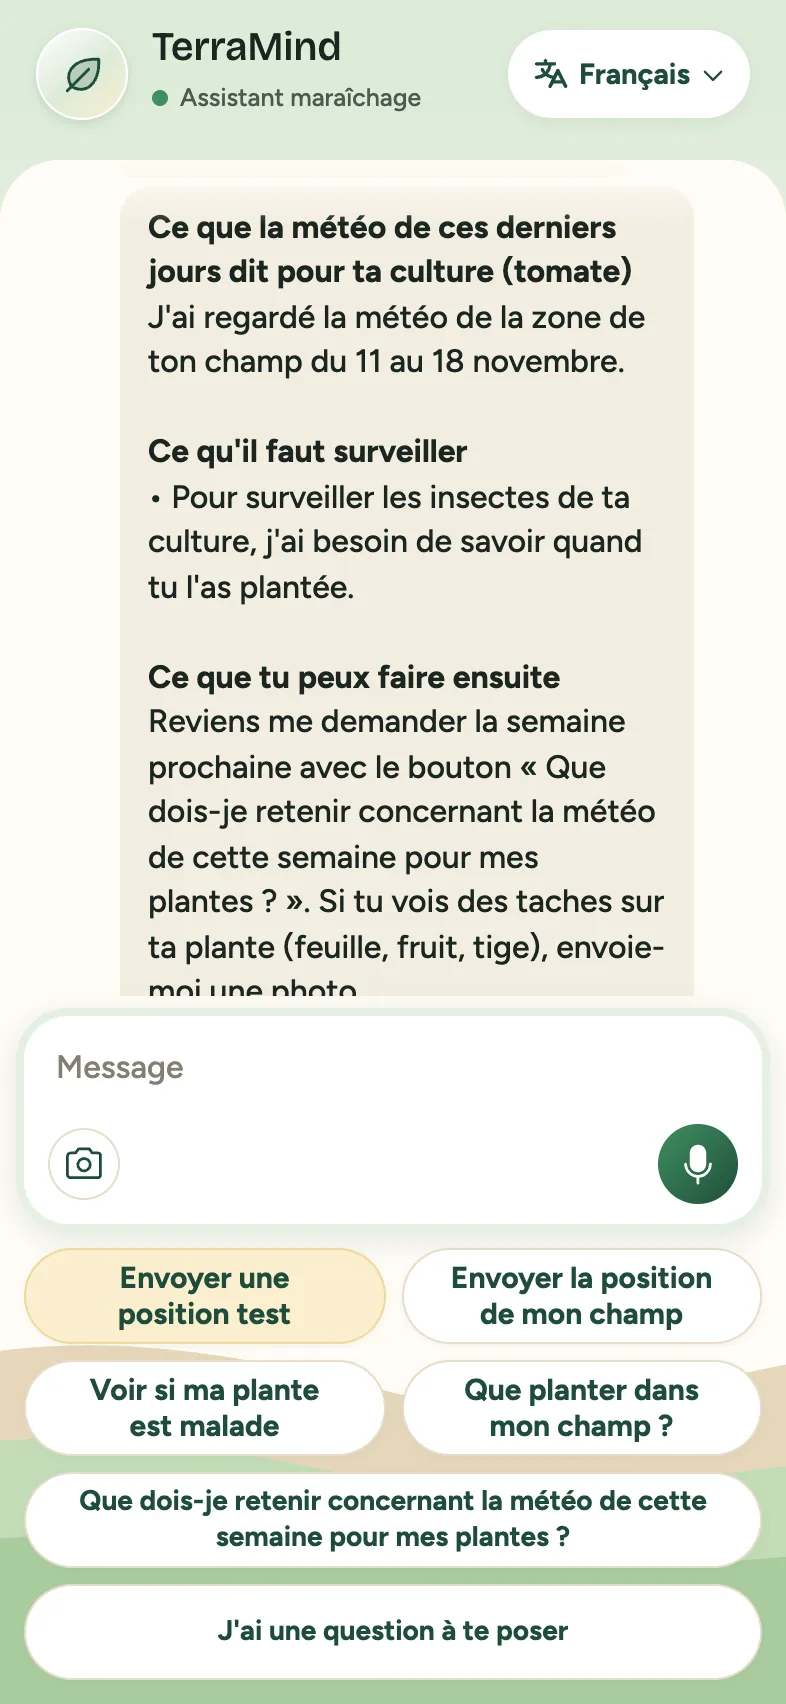 TerraMind
Assistant maraîchage
Français
Ce que la météo de ces derniers
jours dit pour ta culture (tomate)
J'ai regardé la météo de la zone de
ton champ du 11 au 18 novembre.
Ce qu'il faut surveiller
• Pour surveiller les insectes de ta
culture, j'ai besoin de savoir quand
tu l'as plantée.
Ce que tu peux faire ensuite
Reviens me demander la semaine
prochaine avec le bouton « Que
dois-je retenir concernant la météo
de cette semaine pour mes
plantes ? ». Si tu vois des taches sur
ta plante (feuille, fruit, tige), envoie-
moi une photo
Message
Envoyer une
position test
Envoyer la position
de mon champ
Voir si ma plante
est malade
Que planter dans
mon champ ?
Que dois-je retenir concernant la météo de cette
semaine pour mes plantes ?
J'ai une question à te poser